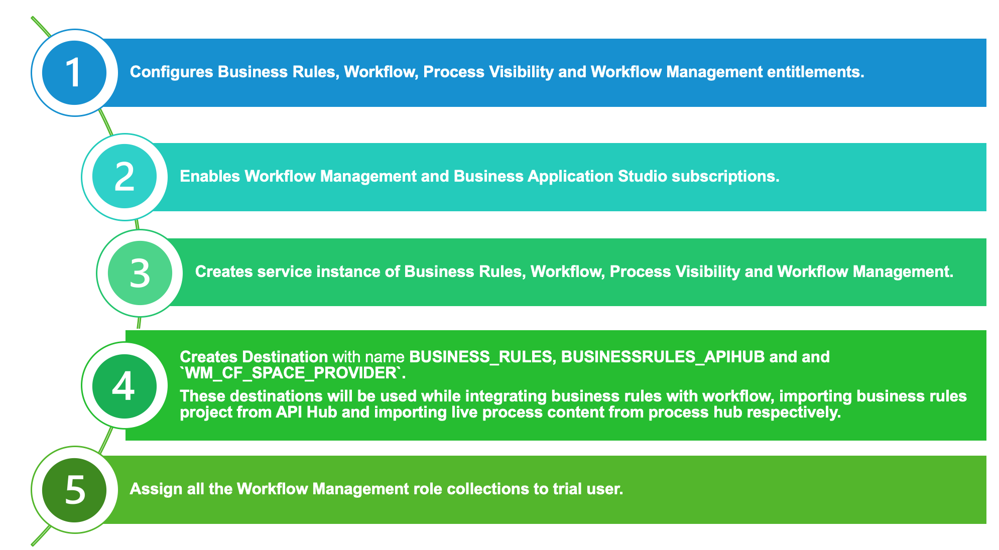 1
Configures Business Rules, Workflow, Process Visibility and Workflow Management entitlements.
2
Enables Workflow Management and Business Application Studio subscriptions.
3
Creates service instance of Business Rules, Workflow, Process Visibility and Workflow Management.
4
Creates Destination with name BUSINESS_RULES, BUSINESSRULES_APIHUB and and
`WM_CF_SPACE_PROVIDER`.
These destinations will be used while integrating business rules with workflow, importing business rules
project from API Hub and importing live process content from process hub respectively.
5
Assign all the Workflow Management role collections to trial user.